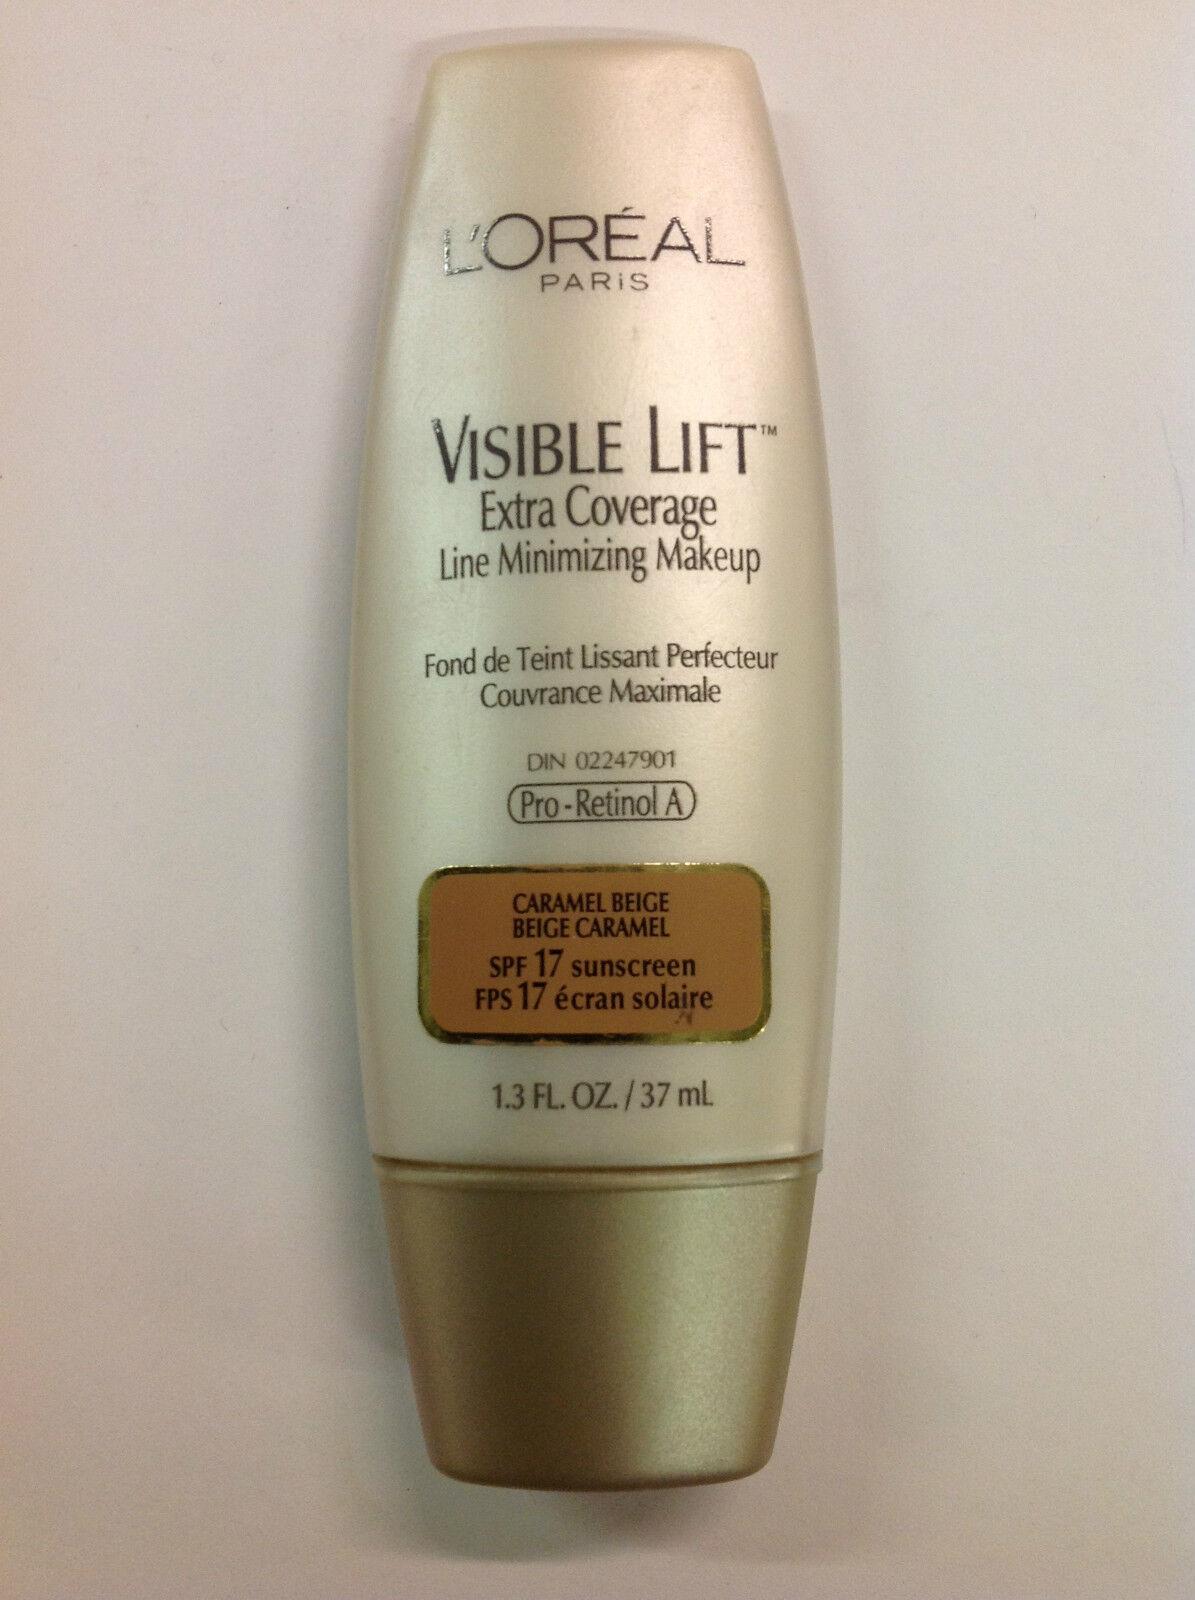 L'ORÉAL
PARiS
VISIBLE LIFT™
Extra Coverage
Line Minimizing Makeup
Fond de Teint Lissant Perfecteur
Couvrance Maximale
DIN 02247901
Pro-Retinol A
CARAMEL BEIGE
BEIGE CARAMEL
SPF 17 sunscreen
FPS 17 écran solaire
1.3 FL. OZ. / 37 mL